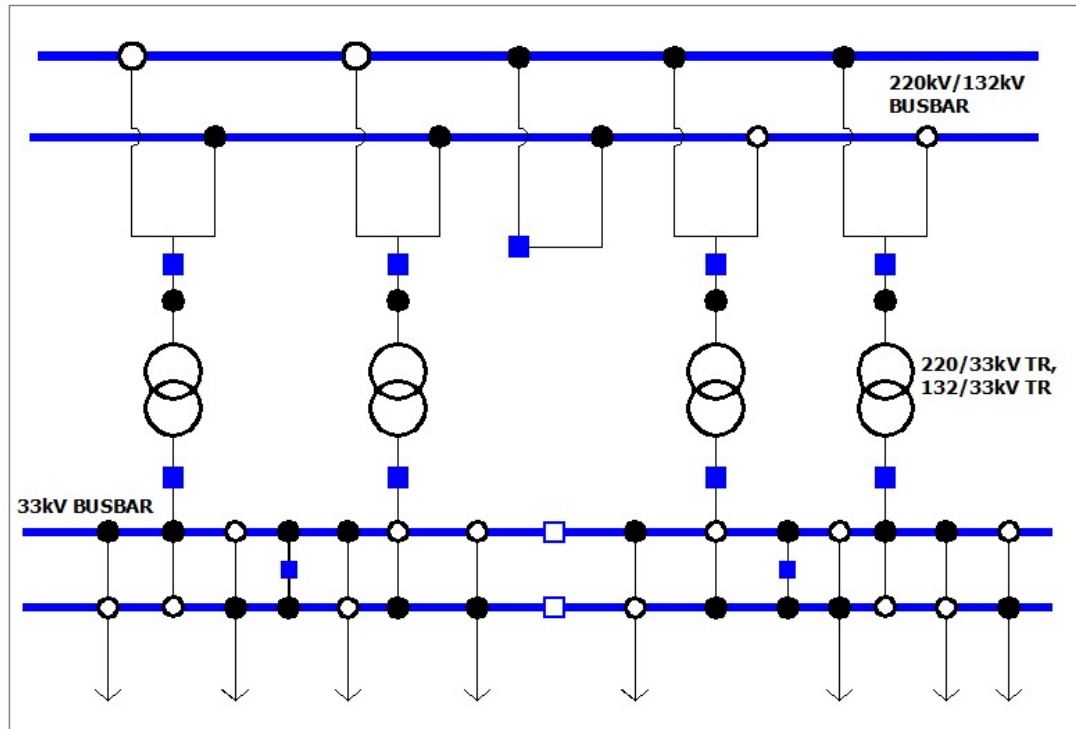 220kV/132kV
BUSBAR
220/33kV TR,
132/33kV TR
33kV BUSBAR